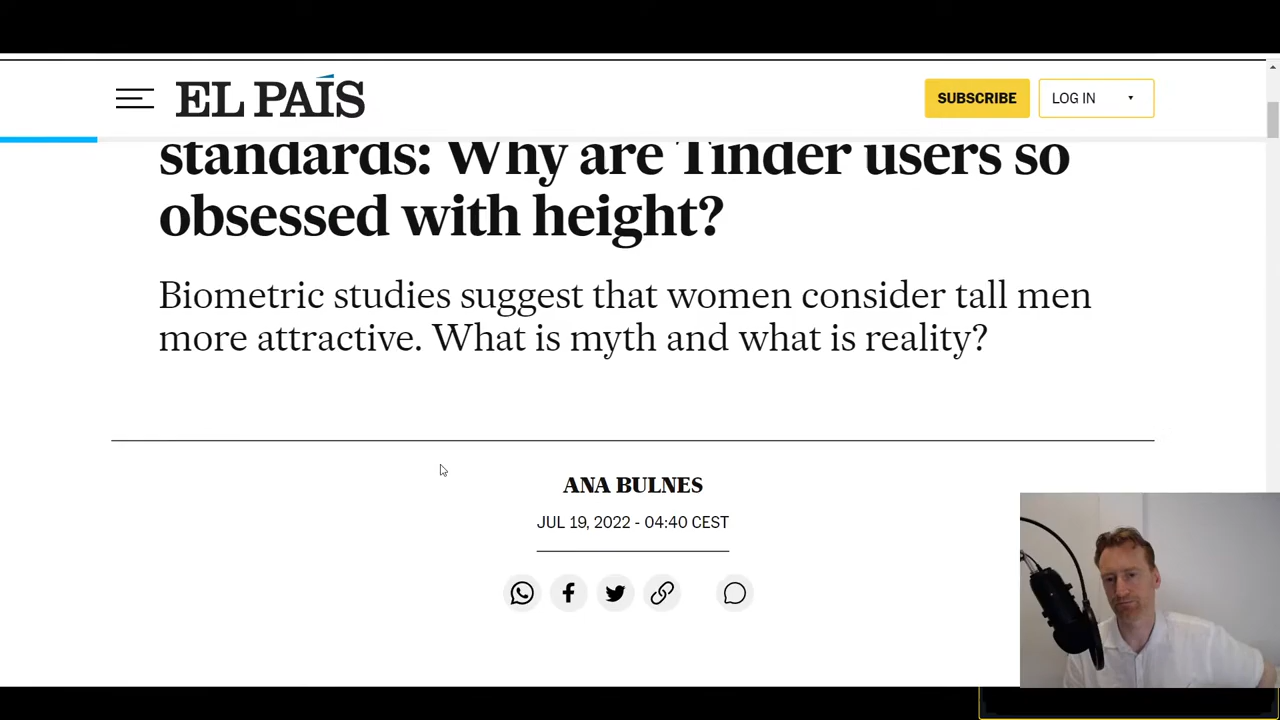 EL PAÍS
SUBSCRIBE
LOG IN
standards: Why are Tinder users so
obsessed with height?
Biometric studies suggest that women consider tall men
more attractive. What is myth and what is reality?
ANA BULNES
JUL 19, 2022 - 04:40 CEST